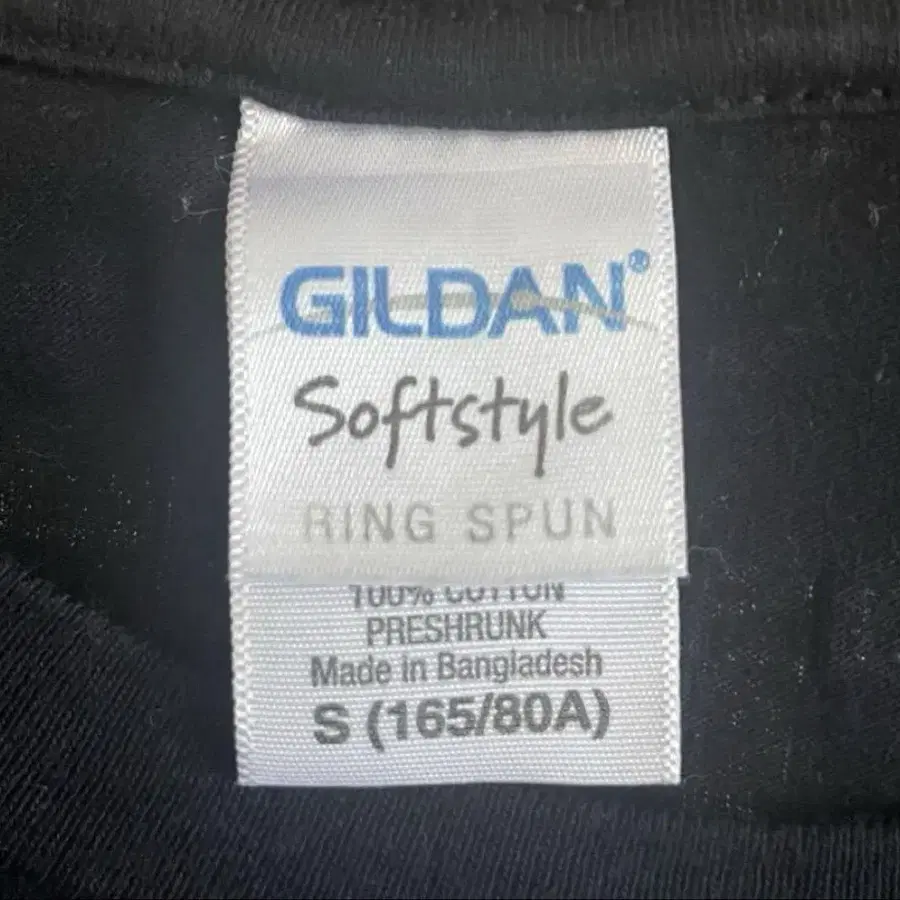 GILDAN®
Softstyle
RING SPUN
100% COTTON
PRESHRUNK
Made in Bangladesh
S (165/80A)